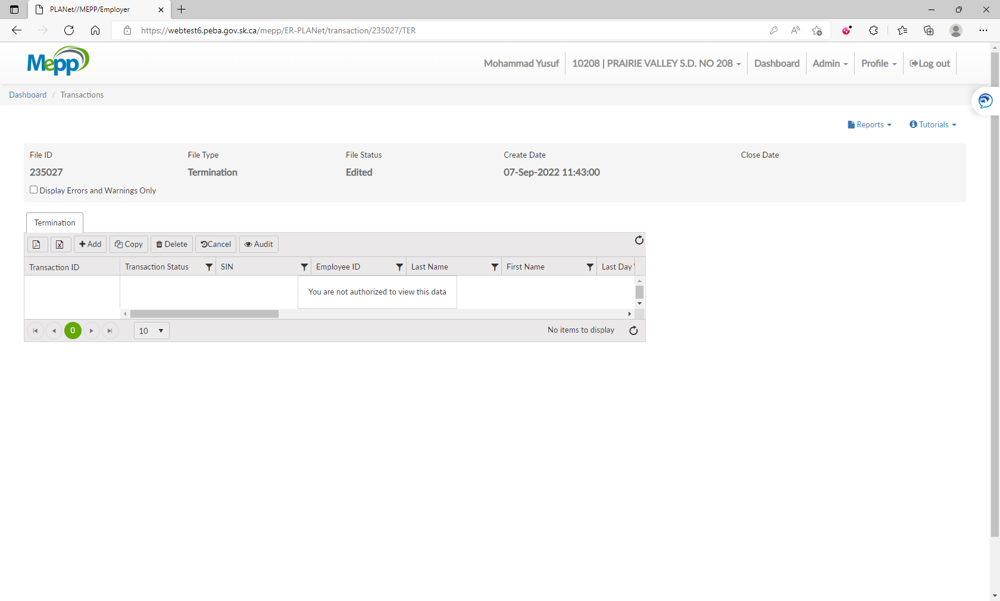 PLANet//MEPP/Employer
https://webtest6.peba.gov.sk.ca/mepp/ER-PLANet/transaction/235027/TER
Mepp
Mohammad Yusuf
10208 | PRAIRIE VALLEY S.D. NO 208
Dashboard
Admin
Profile
Log out
Dashboard / Transactions
Reports
Tutorials
File ID
File Type
File Status
Create Date
Close Date
235027
Termination
Edited
07-Sep-2022 11:43:00
Display Errors and Warnings Only
Termination
Add
Copy
Delete
Cancel
Audit
Transaction ID
Transaction Status
SIN
Employee ID
Last Name
First Name
Last Day
You are not authorized to view this data
0
10
No items to display